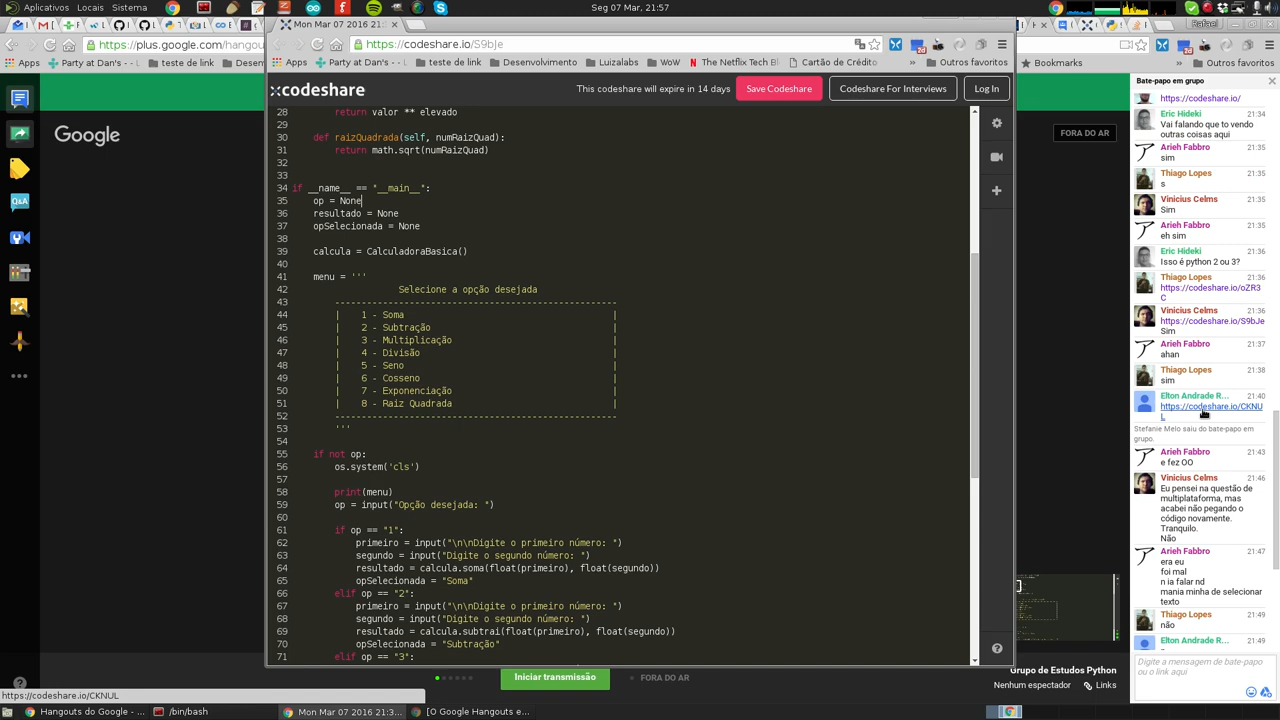 Aplicativos Locais Sistema
Seg 07 Mar, 21:57
Rafael
Mon Mar 07 2016 21:3
https://plus.google.com/hangou
https://codeshare.io/S9bJe
Apps Party at Dan's - teste de link Desen
Apps Party at Dan's - M teste de link Desenvolvimento Luizalabs WoW The Netflix Tech Bl Cartão de Crédito » Outros favoritos
Bookmarks » Outros favoritos
Google
FORA DO AR
codeshare
This codeshare will expire in 14 days
Save Codeshare
Codeshare For Interviews
Log In
28 return valor ** elevado
29
30 def raizQuadrada(self, numRaizQuad):
31 return math.sqrt(numRaizQuad)
32
33
34 if __name__ == "__main__":
35 op = None
36 resultado = None
37 opSelecionada = None
38
39 calcula = CalculadoraBasica()
40
41 menu = '''
42 Selecione a opção desejada
43 -----------------------------------------------------
44 | 1 - Soma |
45 | 2 - Subtração |
46 | 3 - Multiplicação |
47 | 4 - Divisão |
48 | 5 - Seno |
49 | 6 - Cosseno |
50 | 7 - Exponenciação |
51 | 8 - Raiz Quadrada |
52 -----------------------------------------------------
53 '''
54
55 if not op:
56 os.system('cls')
57
58 print(menu)
59 op = input("Opção desejada: ")
60
61 if op == "1":
62 primeiro = input("\n\nDigite o primeiro número: ")
63 segundo = input("Digite o segundo número: ")
64 resultado = calcula.soma(float(primeiro), float(segundo))
65 opSelecionada = "Soma"
66 elif op == "2":
67 primeiro = input("\n\nDigite o primeiro número: ")
68 segundo = input("Digite o segundo número: ")
69 resultado = calcula.subtrai(float(primeiro), float(segundo))
70 opSelecionada = "Subtração"
71 elif op == "3":
Q&A
Bate-papo em grupo
https://codeshare.io/
Eric Hideki 21:34
Vai falando que to vendo
outras coisas aqui
Arieh Fabbro 21:35
sim
Thiago Lopes 21:35
s
Vinicius Celms 21:35
Sim
Arieh Fabbro 21:35
eh sim
Eric Hideki 21:36
Isso é python 2 ou 3?
Thiago Lopes 21:36
https://codeshare.io/oZR3
C
Vinicius Celms 21:36
https://codeshare.io/S9bJe
Sim
Arieh Fabbro 21:37
ahan
Thiago Lopes 21:38
sim
Elton Andrade R... 21:40
https://codeshare.io/CKNU
L
Stefanie Melo saiu do bate-papo em
grupo.
Arieh Fabbro 21:43
e fez OO
Vinicius Celms 21:46
Eu pensei na questão de
multiplataforma, mas
acabei não pegando o
código novamente.
Tranquilo.
Não
Arieh Fabbro 21:47
era eu
foi mal
n ia falar nd
mania minha de selecionar
texto
Thiago Lopes 21:49
não
Elton Andrade R... 21:49
Digite a mensagem de bate-papo
ou o link aqui
Iniciar transmissão
FORA DO AR
Grupo de Estudos Python
Nenhum espectador
Links
https://codeshare.io/CKNUL
Hangouts do Google - ...
/bin/bash
Mon Mar 07 2016 21:3...
[O Google Hangouts e...